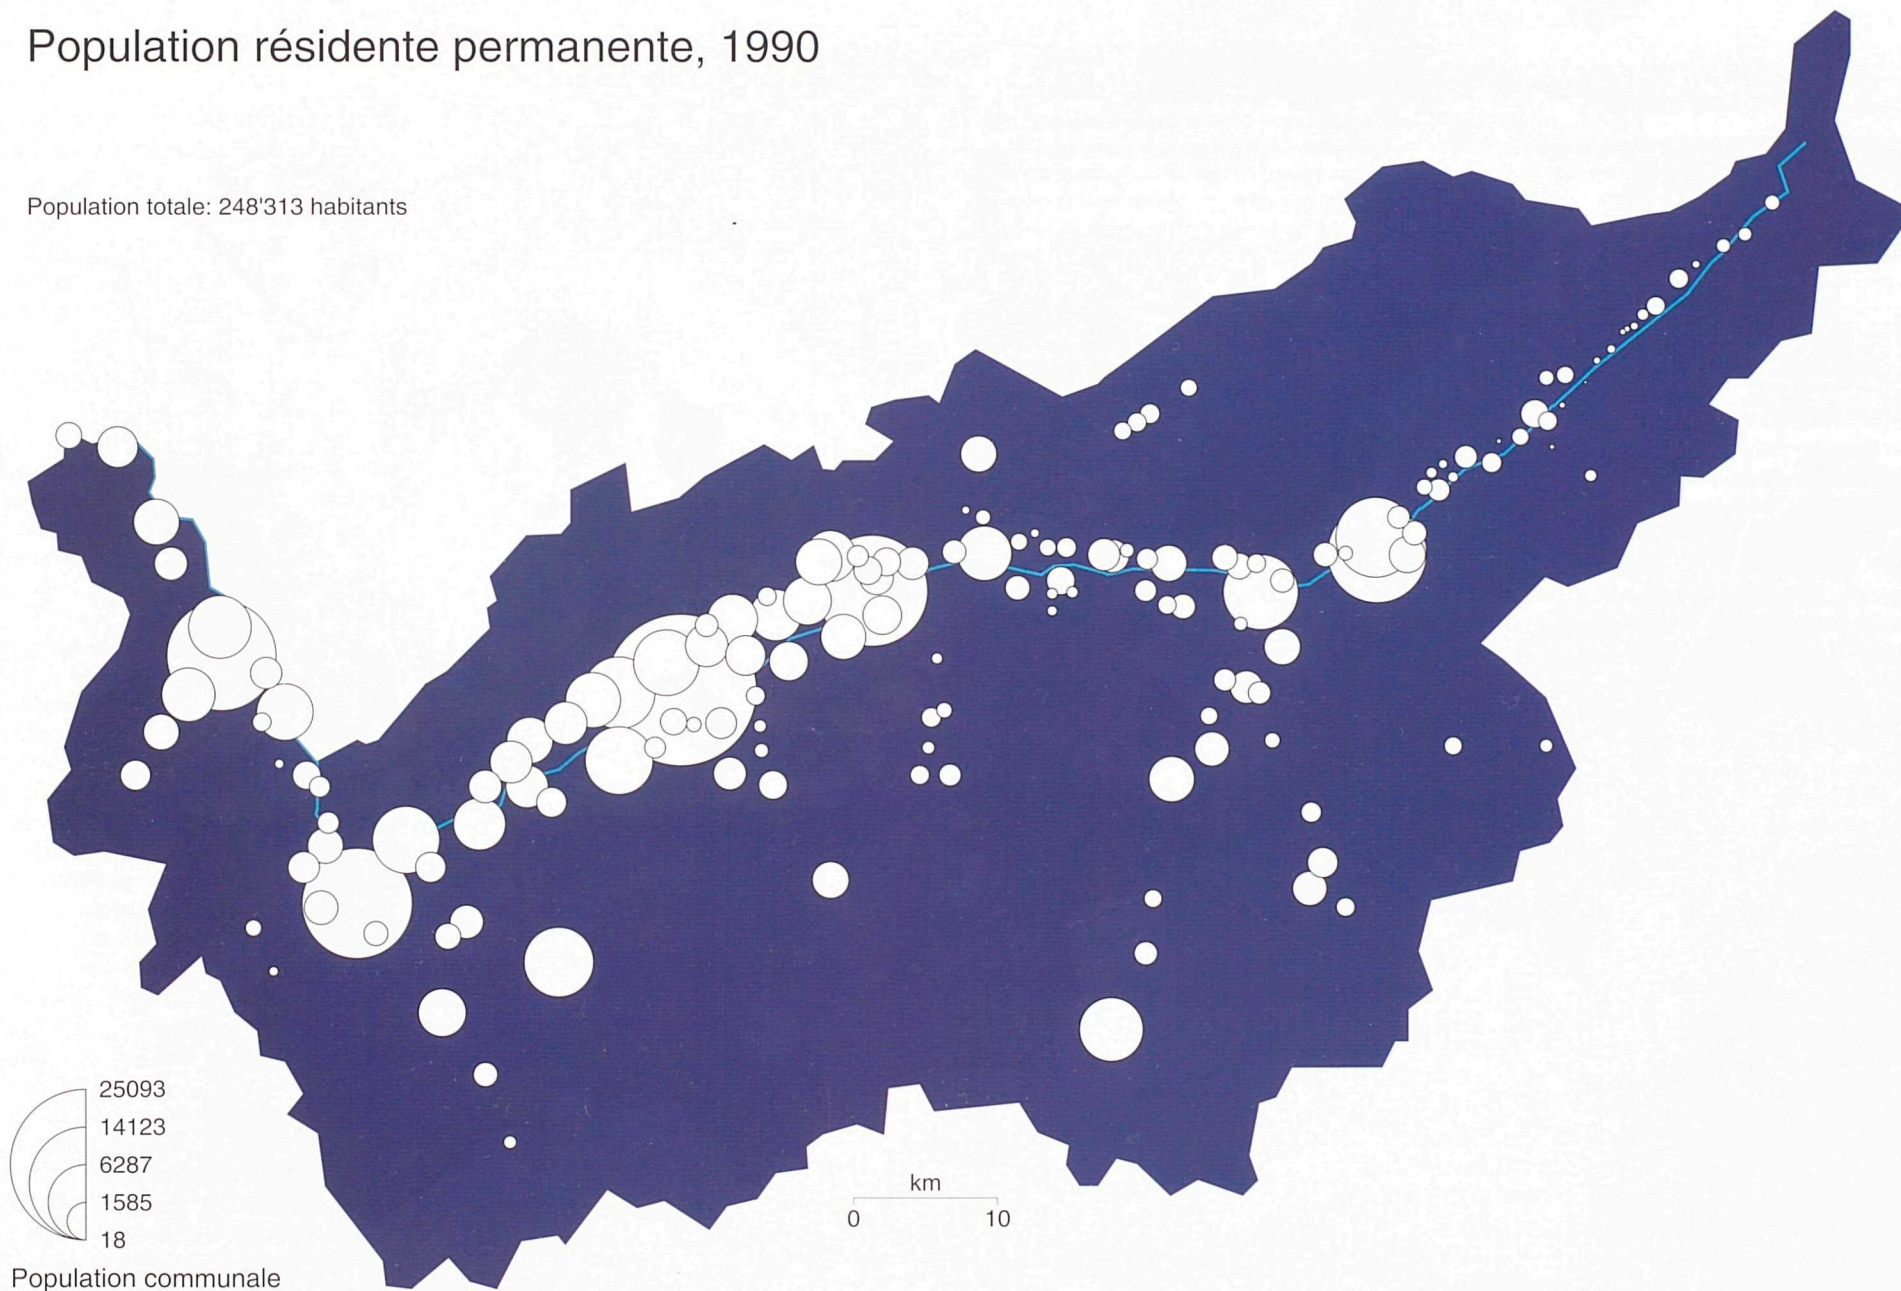 Population résidente permanente, 1990
Population totale: 248'313 habitants
25093
14123
6287
1585
18
Population communale
km
0 10